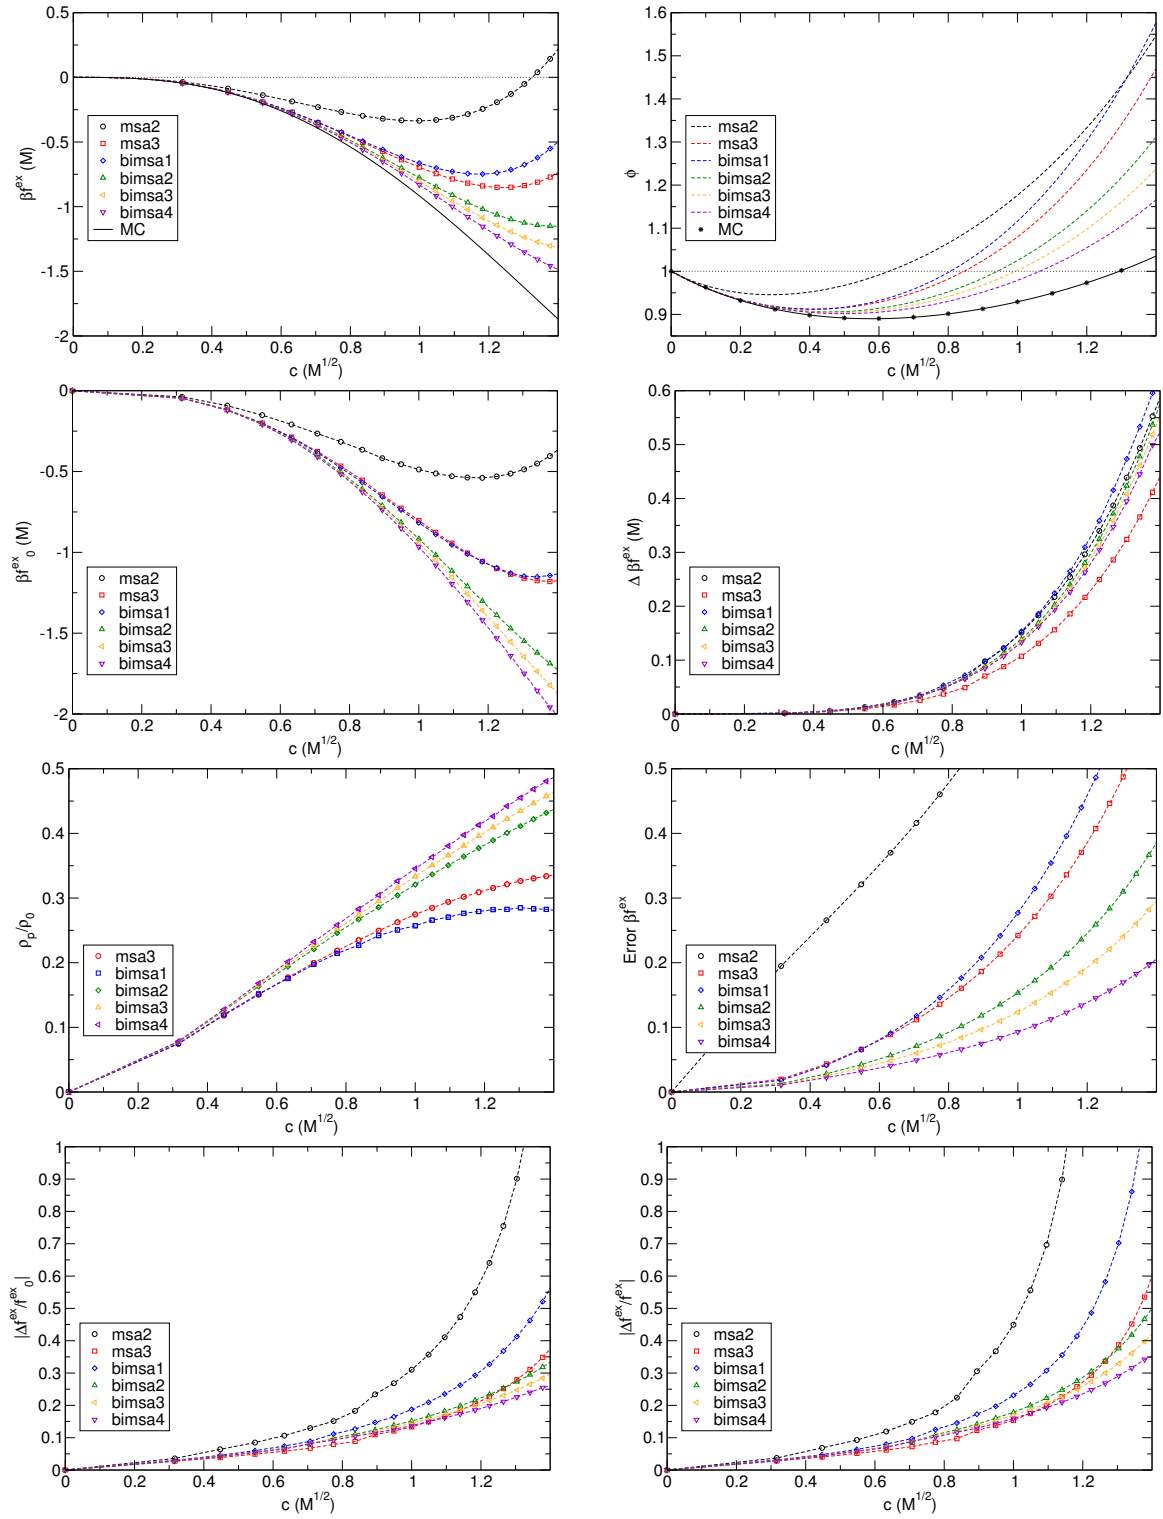 0.5
0
-0.5
-1
-1.5
-2
0 0.2 0.4 0.6 0.8 1 1.2
c (M^{1/2})
βf^{ex} (M)
msa2
msa3
bimsa1
bimsa2
bimsa3
bimsa4
MC
1.6
1.5
1.4
1.3
1.2
1.1
1
0.9
0 0.2 0.4 0.6 0.8 1 1.2
c (M^{1/2})
ϕ
msa2
msa3
bimsa1
bimsa2
bimsa3
bimsa4
MC
0
-0.5
-1
-1.5
-2
0 0.2 0.4 0.6 0.8 1 1.2
c (M^{1/2})
βf^{ex}_0 (M)
msa2
msa3
bimsa1
bimsa2
bimsa3
bimsa4
0.6
0.5
0.4
0.3
0.2
0.1
0
0 0.2 0.4 0.6 0.8 1 1.2
c (M^{1/2})
Δ βf^{ex} (M)
msa2
msa3
bimsa1
bimsa2
bimsa3
bimsa4
0.5
0.4
0.3
0.2
0.1
0
0 0.2 0.4 0.6 0.8 1 1.2
c (M^{1/2})
ρ_p/ρ_0
msa3
bimsa1
bimsa2
bimsa3
bimsa4
0.5
0.4
0.3
0.2
0.1
0
0 0.2 0.4 0.6 0.8 1 1.2
c (M^{1/2})
Error βf^{ex}
msa2
msa3
bimsa1
bimsa2
bimsa3
bimsa4
1
0.9
0.8
0.7
0.6
0.5
0.4
0.3
0.2
0.1
0
0 0.2 0.4 0.6 0.8 1 1.2
c (M^{1/2})
|Δf^{ex}/f^{ex}_0|
msa2
msa3
bimsa1
bimsa2
bimsa3
bimsa4
1
0.9
0.8
0.7
0.6
0.5
0.4
0.3
0.2
0.1
0
0 0.2 0.4 0.6 0.8 1 1.2
c (M^{1/2})
|Δf^{ex}/f^{ex}|
msa2
msa3
bimsa1
bimsa2
bimsa3
bimsa4